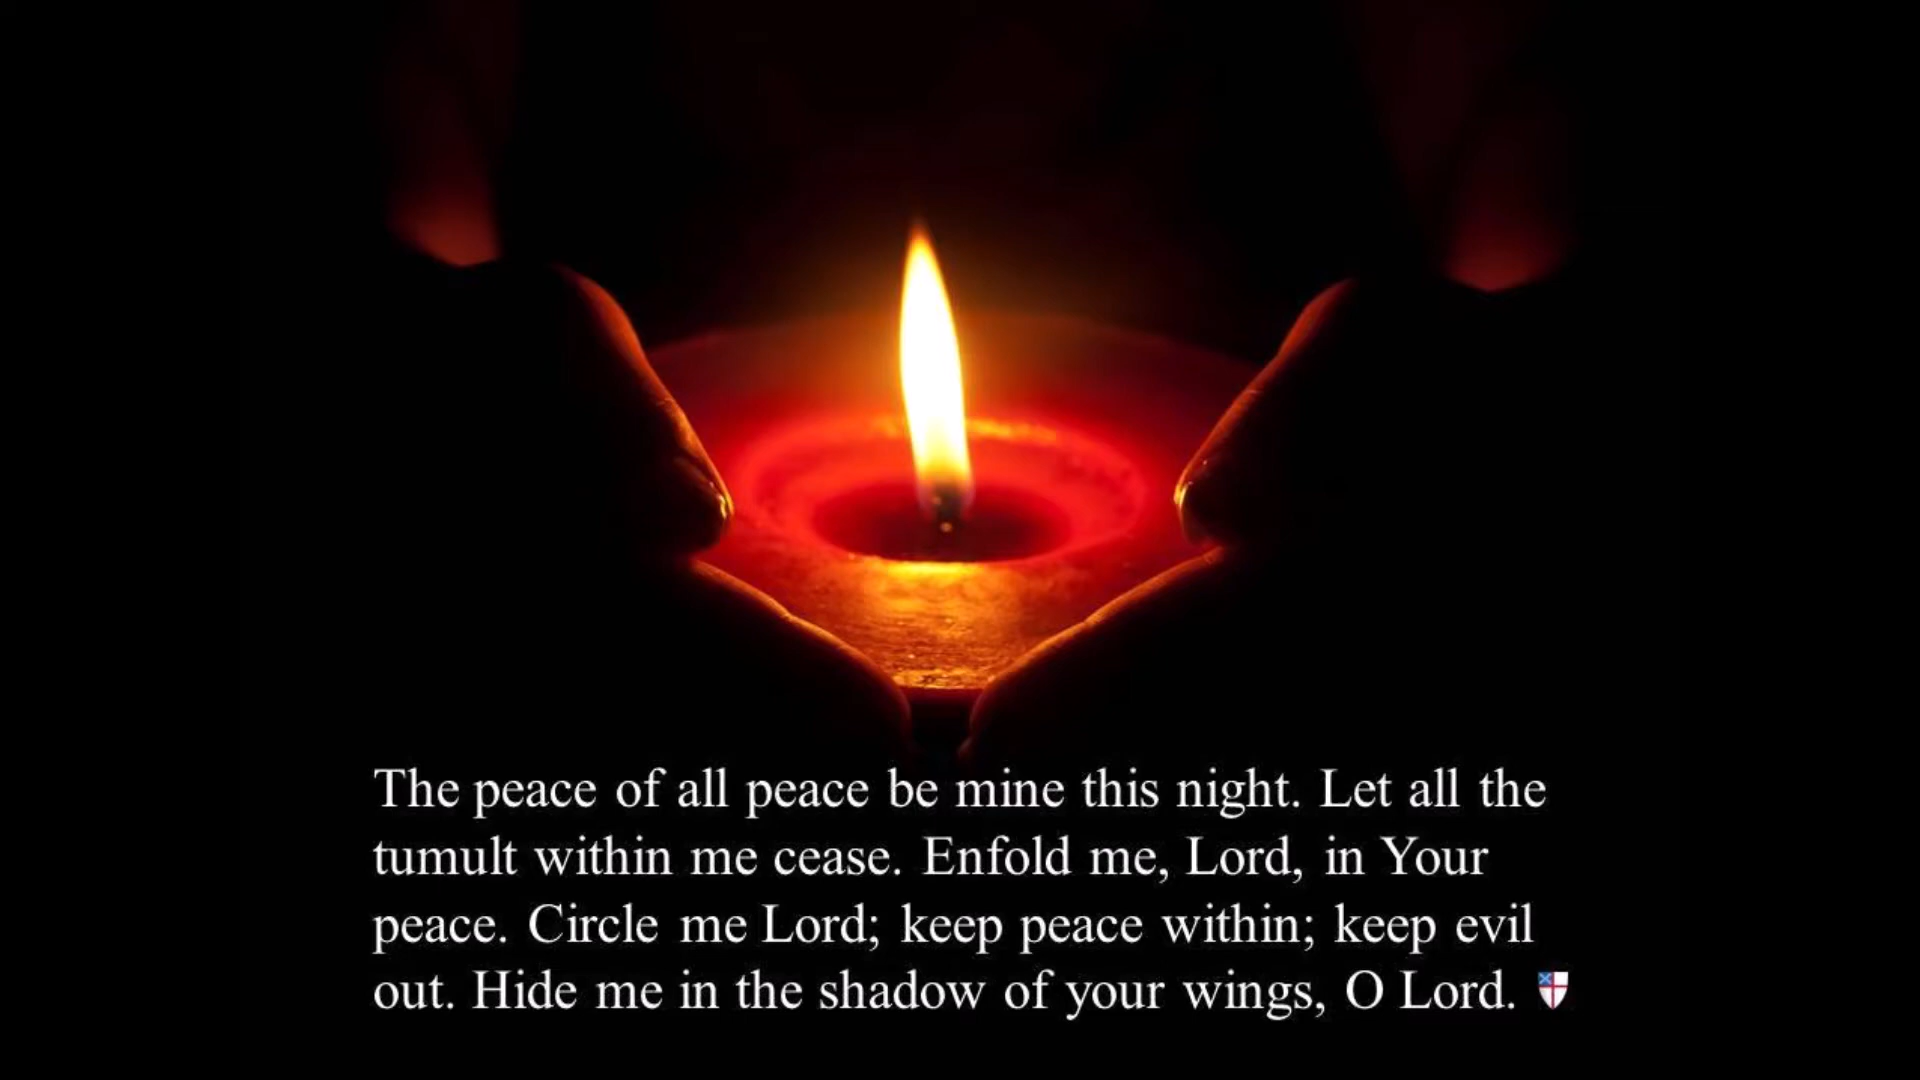 The peace of all peace be mine this night. Let all the
tumult within me cease. Enfold me, Lord, in Your
peace. Circle me Lord; keep peace within; keep evil
out. Hide me in the shadow of your wings, O Lord.